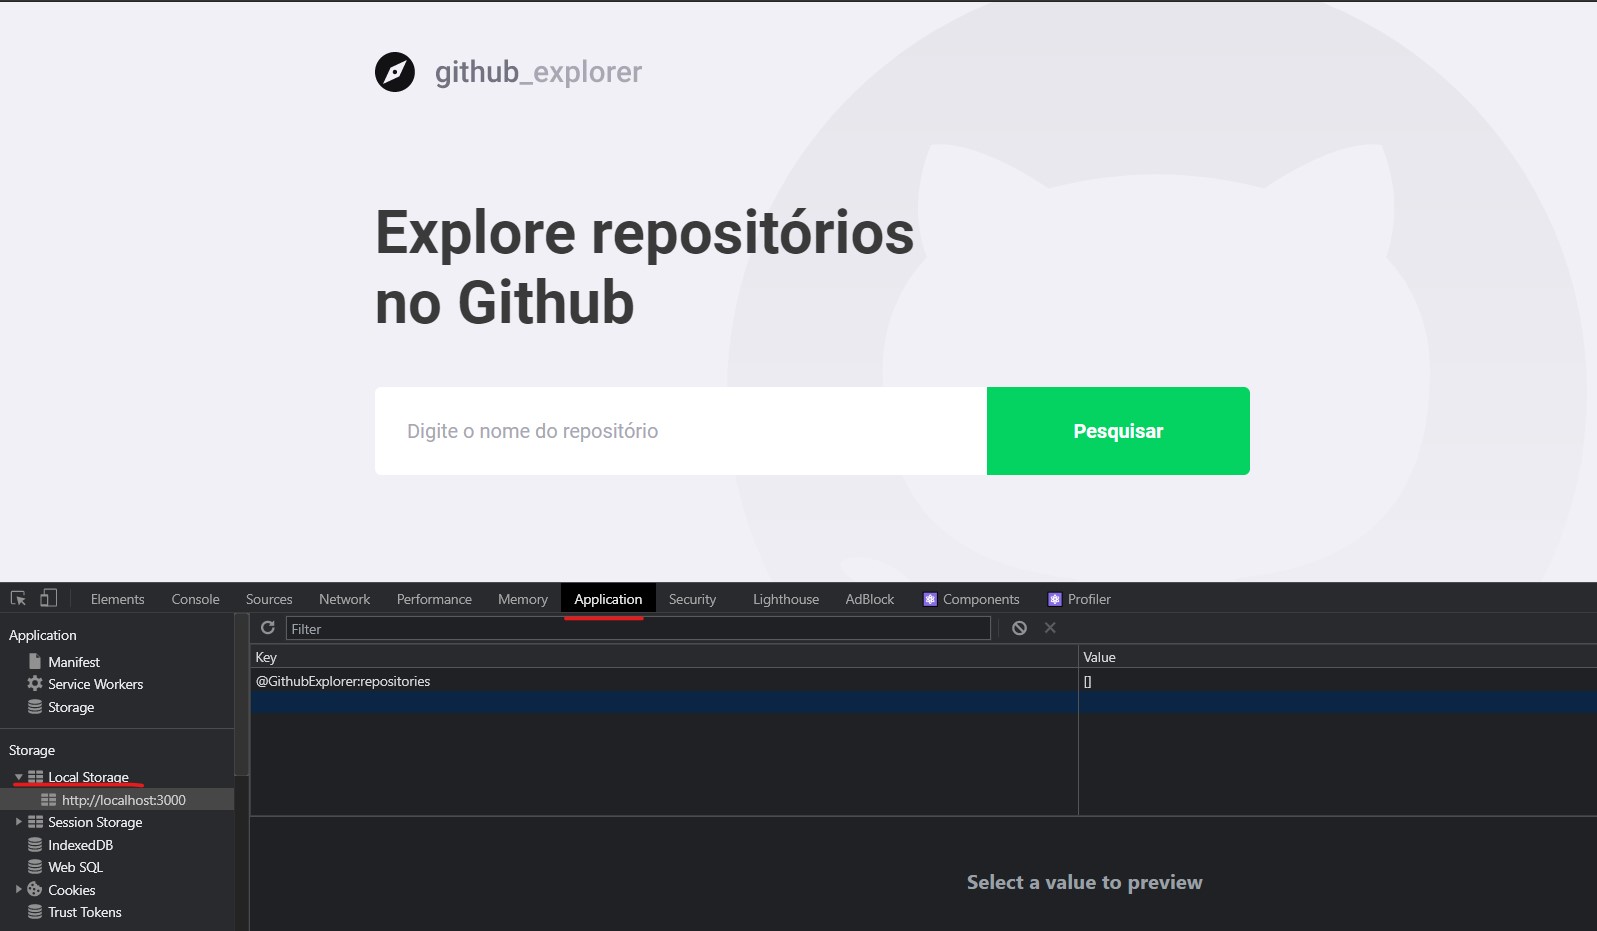 github_explorer
Explore repositórios
no Github
Digite o nome do repositório
Pesquisar
Elements Console Sources Network Performance Memory Application Security Lighthouse AdBlock Components Profiler
Application
Manifest
Service Workers
Storage
Storage
Local Storage
http://localhost:3000
Session Storage
IndexedDB
Web SQL
Cookies
Trust Tokens
Filter
Key Value
@GithubExplorer:repositories []
Select a value to preview